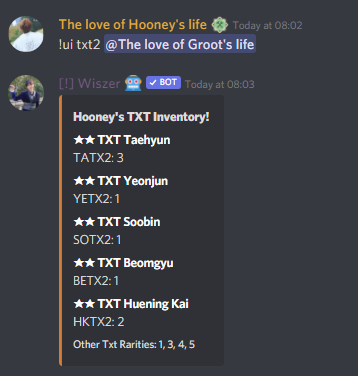 The love of Hooney's life Today at 08:02
!ui txt2 @The love of Groot's life
[!] Wiszer ✓ BOT Today at 08:03
Hooney's TXT Inventory!
★★ TXT Taehyun
TATX2: 3
★★ TXT Yeonjun
YETX2: 1
★★ TXT Soobin
SOTX2: 1
★★ TXT Beomgyu
BETX2: 1
★★ TXT Huening Kai
HKTX2: 2
Other Txt Rarities: 1, 3, 4, 5